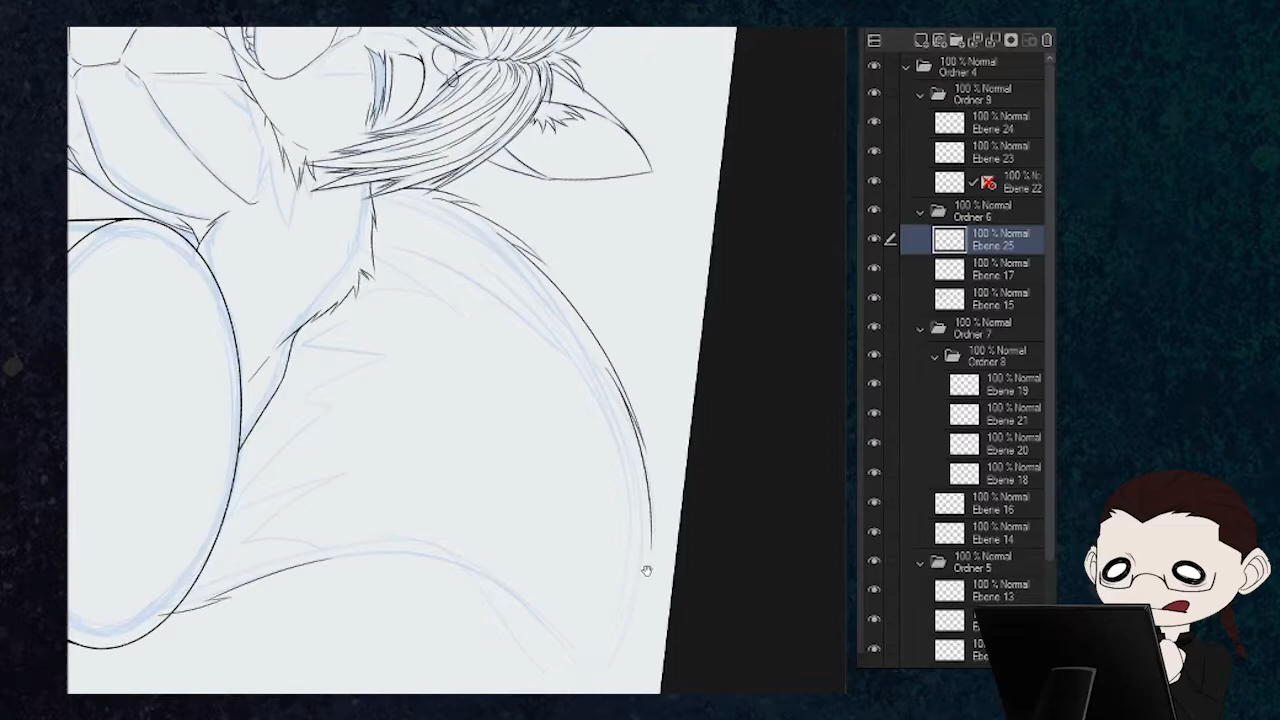 100 % Normal
Ordner 4
100 % Normal
Ordner 9
100 % Normal
Ebene 24
100 % Normal
Ebene 23
100 % No
Ebene 22
100 % Normal
Ordner 6
100 % Normal
Ebene 25
100 % Normal
Ebene 17
100 % Normal
Ebene 15
100 % Normal
Ordner 7
100 % Normal
Ordner 8
100 % Normal
Ebene 19
100 % Normal
Ebene 21
100 % Normal
Ebene 20
100 % Normal
Ebene 18
100 % Normal
Ebene 16
100 % Normal
Ebene 14
100 % Normal
Ordner 5
100 % Normal
Ebene 13